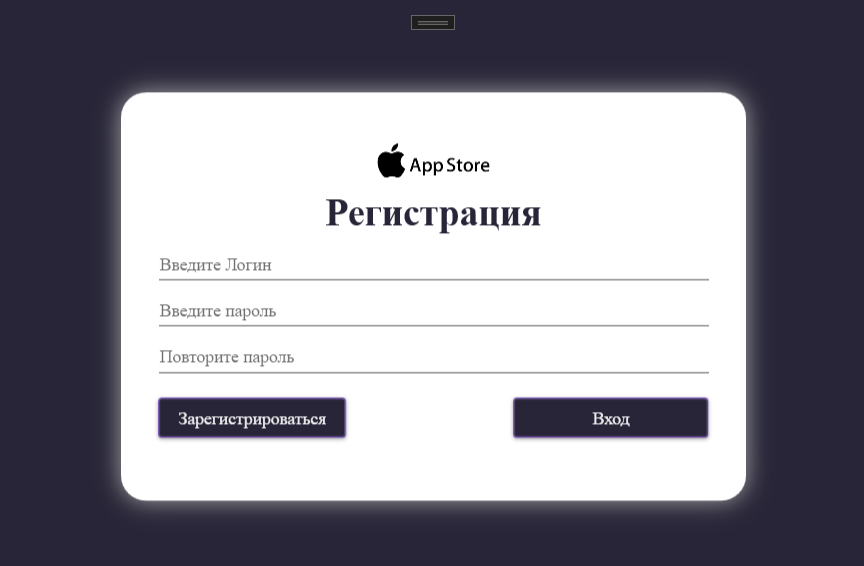 App Store
Регистрация
Введите Логин
Введите пароль
Повторите пароль
Зарегистрироваться
Вход